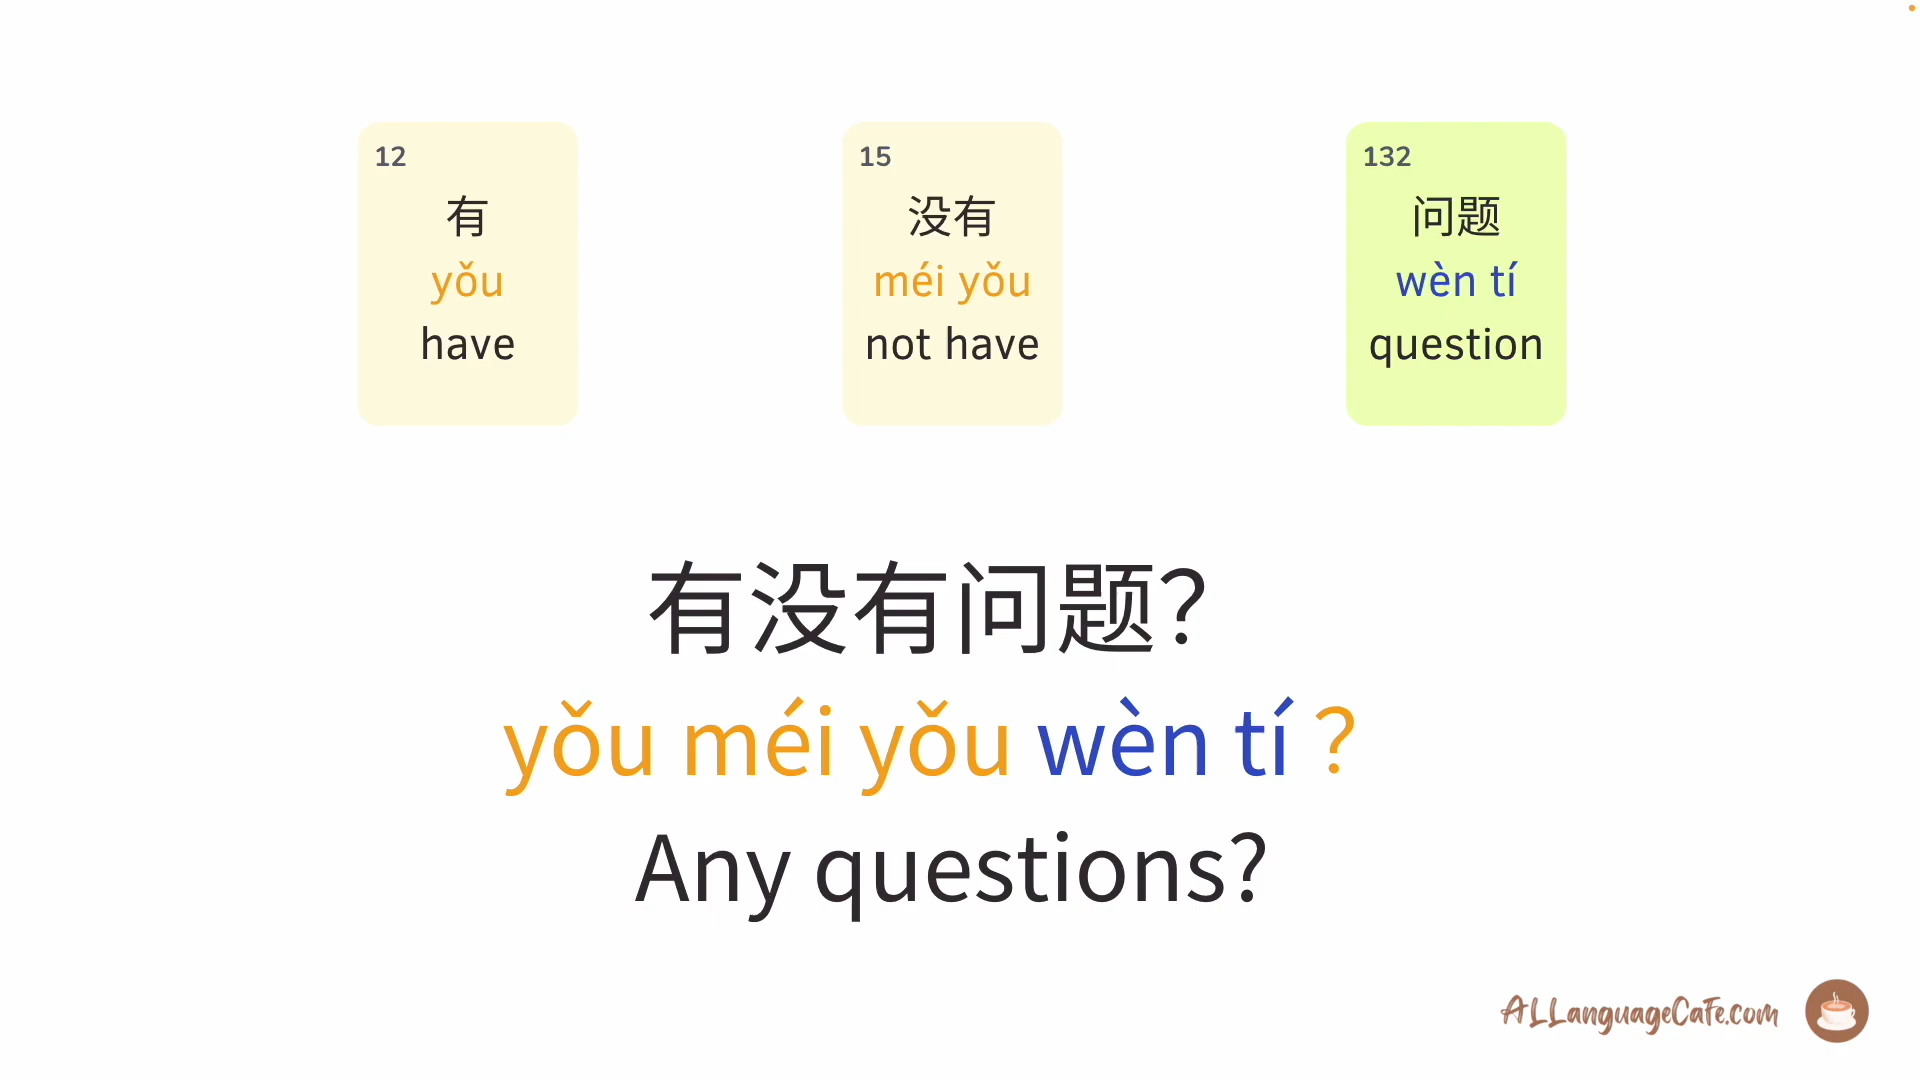 12
有
yǒu
have
15
没有
méi yǒu
not have
132
问题
wèn tí
question
有没有问题?
yǒu méi yǒu wèn tí ?
Any questions?
ALLanguageCafe.com